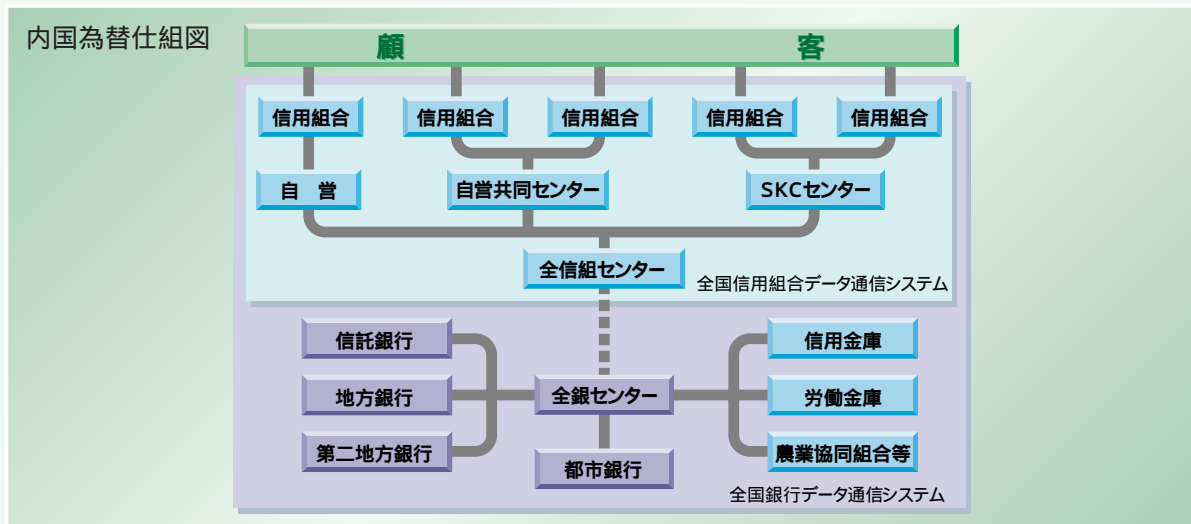 内国為替仕組図
顧 客
信用組合 信用組合 信用組合 信用組合 信用組合
自 営 自営共同センター SKCセンター
全信組センター
全国信用組合データ通信システム
信託銀行 信用金庫
地方銀行 全銀センター 労働金庫
第二地方銀行 都市銀行 農業協同組合等
全国銀行データ通信システム